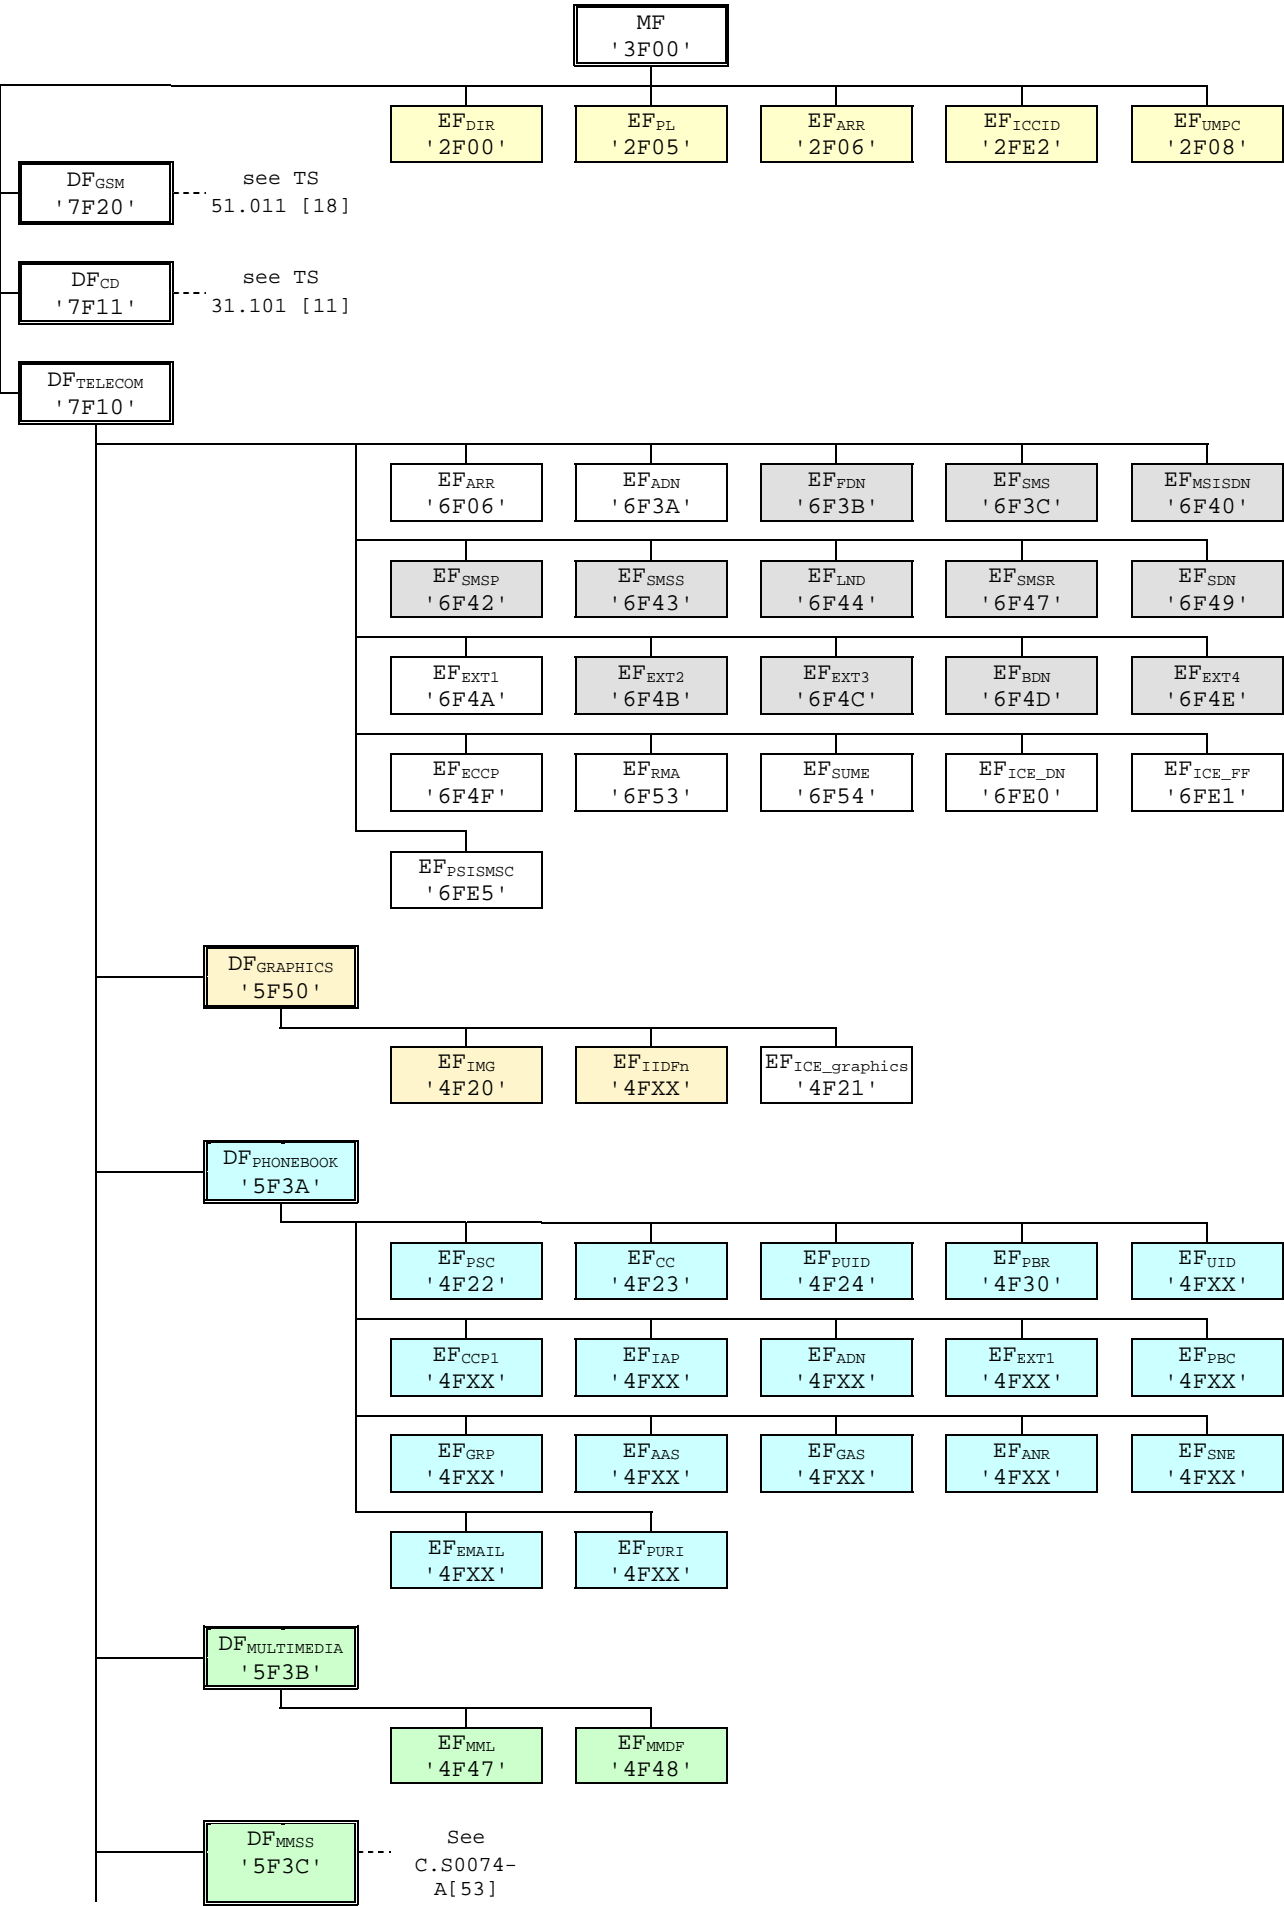 MF
'3F00'
EFDIR EFPL EFARR EFICCID EFUMPC
'2F00' '2F05' '2F06' '2FE2' '2F08'
DFGSM see TS
'7F20' 51.011 [18]
DFCD see TS
'7F11' 31.101 [11]
DFTELECOM
'7F10'
EFARR EFADN EFFDN EFSMS EFMSISDN
'6F06' '6F3A' '6F3B' '6F3C' '6F40'
EFSMSP EFSMSS EFLND EFSMSR EFSDN
'6F42' '6F43' '6F44' '6F47' '6F49'
EFEXT1 EFEXT2 EFEXT3 EFBDN EFEXT4
'6F4A' '6F4B' '6F4C' '6F4D' '6F4E'
EFECCP EFRMA EFSUME EFICE_DN EFICE_FF
'6F4F' '6F53' '6F54' '6FE0' '6FE1'
EFPSISMSC
'6FE5'
DFGRAPHICS
'5F50'
EFIMG EFIIDFn EFICE_graphics
'4F20' '4FXX' '4F21'
DFPHONEBOOK
'5F3A'
EFPSC EFCC EFPUID EFPBR EFUID
'4F22' '4F23' '4F24' '4F30' '4FXX'
EFCCP1 EFIAP EFADN EFEXT1 EFPBC
'4FXX' '4FXX' '4FXX' '4FXX' '4FXX'
EFGRP EFAAS EFGAS EFANR EFSNE
'4FXX' '4FXX' '4FXX' '4FXX' '4FXX'
EFEMAIL EFPURI
'4FXX' '4FXX'
DFMULTIMEDIA
'5F3B'
EFMML EFMMDF
'4F47' '4F48'
DFMMSS See
'5F3C' C.S0074-
A[53]